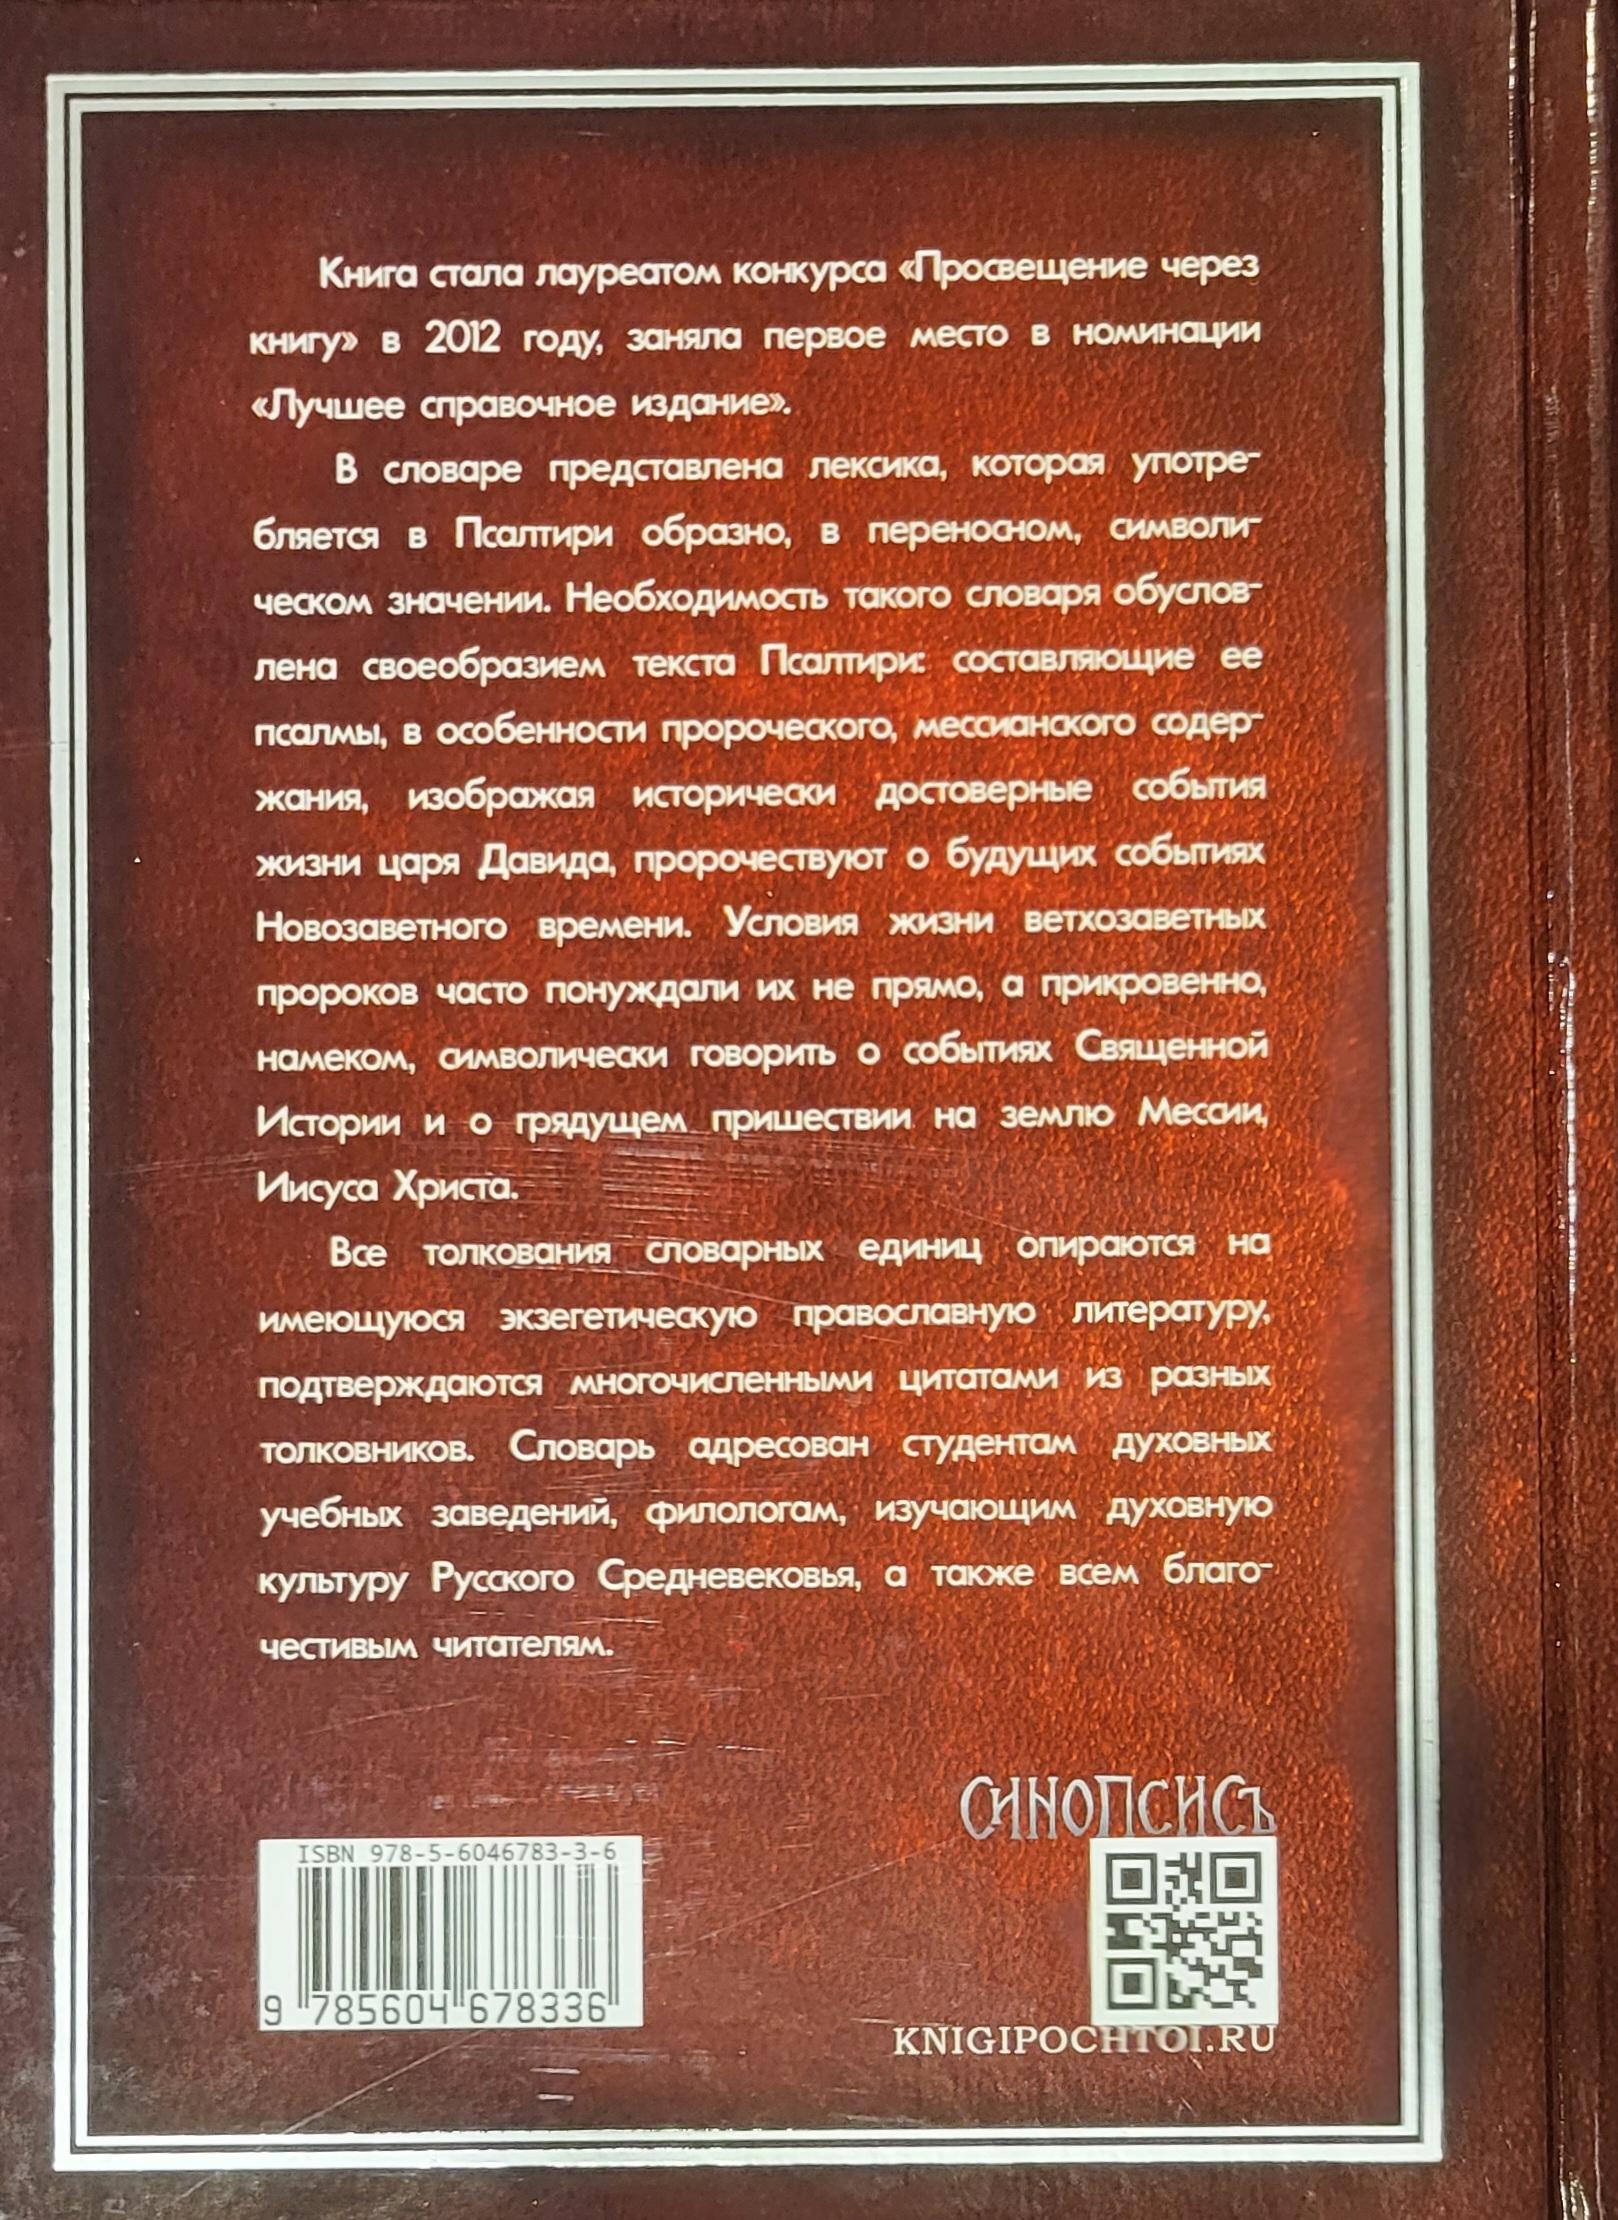 Книга стала лауреатом конкурса «Просвещение через
книгу» в 2012 году, заняла первое место в номинации
«Лучшее справочное издание».
В словаре представлена лексика, которая употре-
бляется в Псалтири образно, в переносном, символи-
ческом значении. Необходимость такого словаря обуслов-
лена своеобразием текста Псалтири: составляющие ее
псалмы, в особенности пророческого, мессианского содер-
жания, изображая исторически достоверные события
жизни царя Давида, пророчествуют о будущих событиях
Новозаветного времени. Условия жизни ветхозаветных
пророков часто понуждали их не прямо, а прикровенно,
намеком, символически говорить о событиях Священной
Истории и о грядущем пришествии на землю Мессии,
Иисуса Христа.
Все толкования словарных единиц опираются на
имеющуюся экзегетическую православную литературу,
подтверждаются многочисленными цитатами из разных
толковников. Словарь адресован студентам духовных
учебных заведений, филологам, изучающим духовную
культуру Русского Средневековья, а также всем благо-
честивым читателям.
СИНОПСИСЪ
ISBN 978-5-6046783-3-6
9 785604 678336
KNIGIPOCHTOI.RU